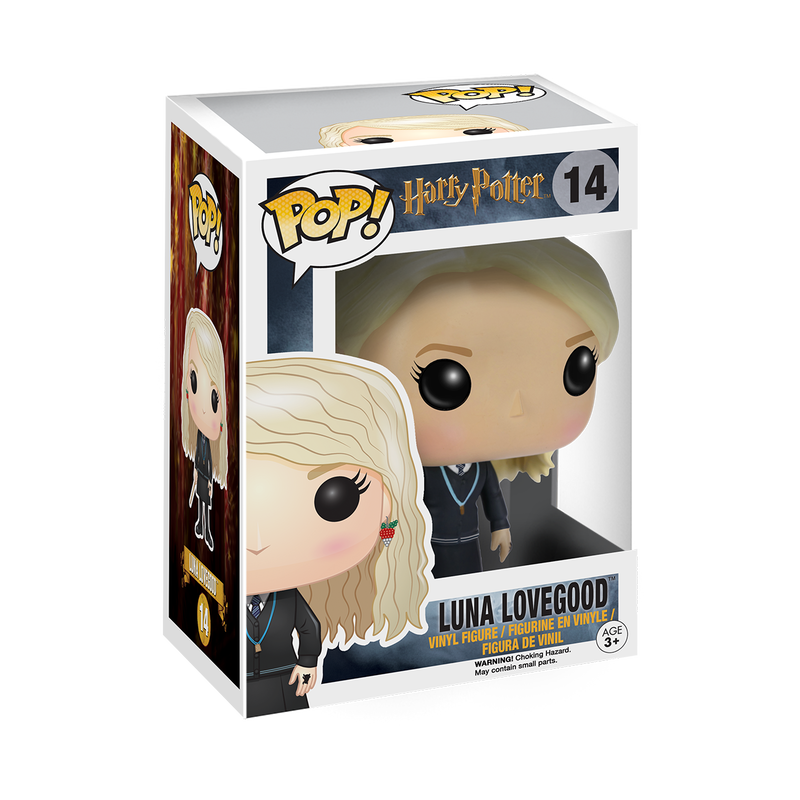 POP!
POP!
Harry Potter™
14
POP!
LUNA LOVEGOOD
14
LUNA LOVEGOOD™
VINYL FIGURE / FIGURINE EN VINYLE /
FIGURA DE VINIL
WARNING! Choking Hazard.
May contain small parts.
AGE
3+